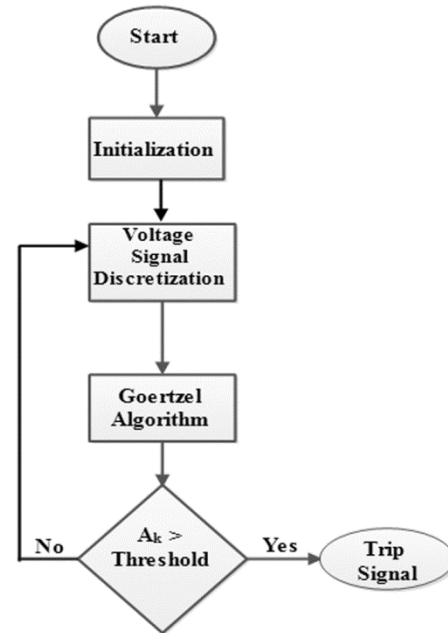 Start
Initialization
Voltage
Signal
Discretization
Goertzel
Algorithm
Aₖ >
Threshold
No
Yes
Trip
Signal